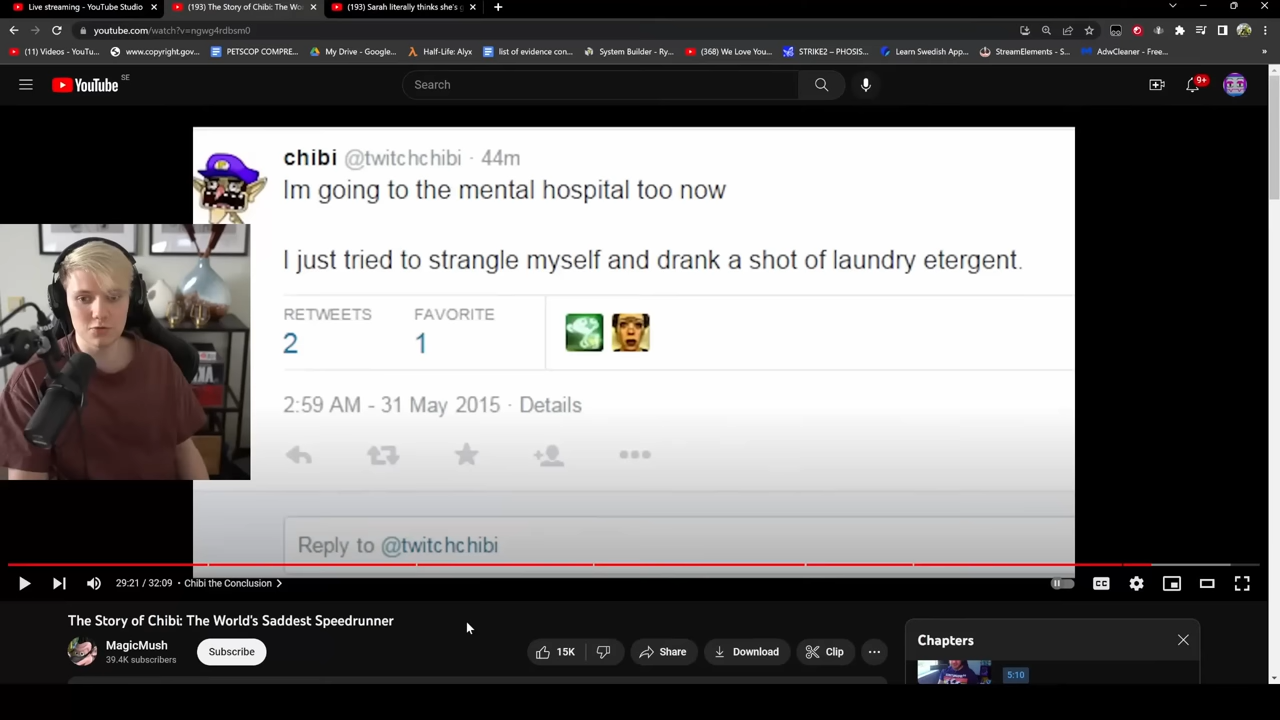 Live streaming - YouTube Studio
(193) The Story of Chibi: The Wo
(193) Sarah literally thinks she's g
youtube.com/watch?v=ngwg4rdbsm0
(11) Videos - YouTu...
www.copyright.gov...
PETSCOP COMPRE...
My Drive - Google...
Half-Life: Alyx
list of evidence con...
System Builder - Ry...
(368) We Love You...
STRIKE2 – PHOSIS...
Learn Swedish App...
StreamElements - S...
AdwCleaner - Free...
YouTube SE
Search
9+
chibi @twitchchibi · 44m
Im going to the mental hospital too now
I just tried to strangle myself and drank a shot of laundry etergent.
RETWEETS FAVORITE
2 1
2:59 AM - 31 May 2015 · Details
Reply to @twitchchibi
29:21 / 32:09 • Chibi the Conclusion
CC
The Story of Chibi: The World's Saddest Speedrunner
MagicMush
39.4K subscribers
Subscribe
15K
Share
Download
Clip
Chapters
5:10